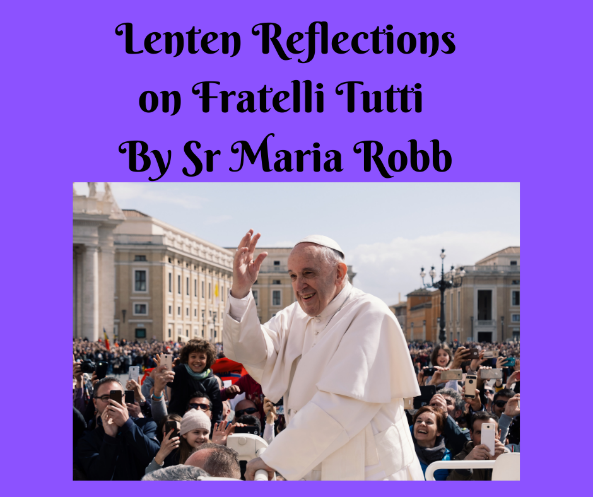 Lenten Reflections
on Fratelli Tutti
By Sr Maria Robb